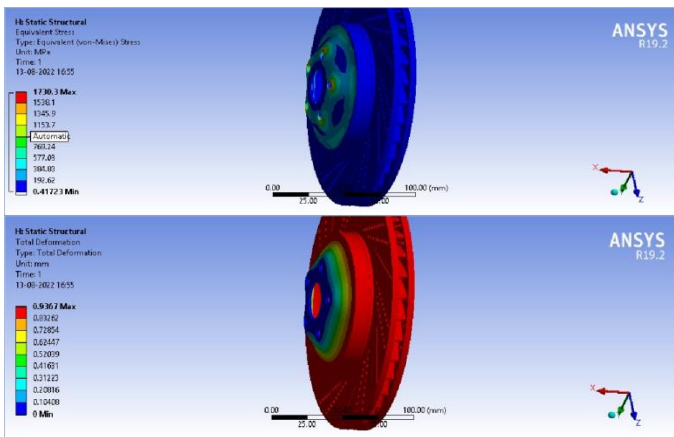 H: Static Structural
Equivalent Stress
Type: Equivalent (von-Mises) Stress
Unit: MPa
Time: 1
13-08-2022 16:55
1730.3 Max
1538.1
1345.9
1153.7
Automatic
769.24
577.03
384.83
192.62
0.41723 Min
ANSYS
R19.2
0.00
25.00
75.00
100.00 (mm)
X
Z
H: Static Structural
Total Deformation
Type: Total Deformation
Unit: mm
Time: 1
13-08-2022 16:55
0.9367 Max
0.83262
0.72854
0.62447
0.52039
0.41631
0.31223
0.20816
0.10408
0 Min
ANSYS
R19.2
0.00
25.00
75.00
100.00 (mm)
X
Z